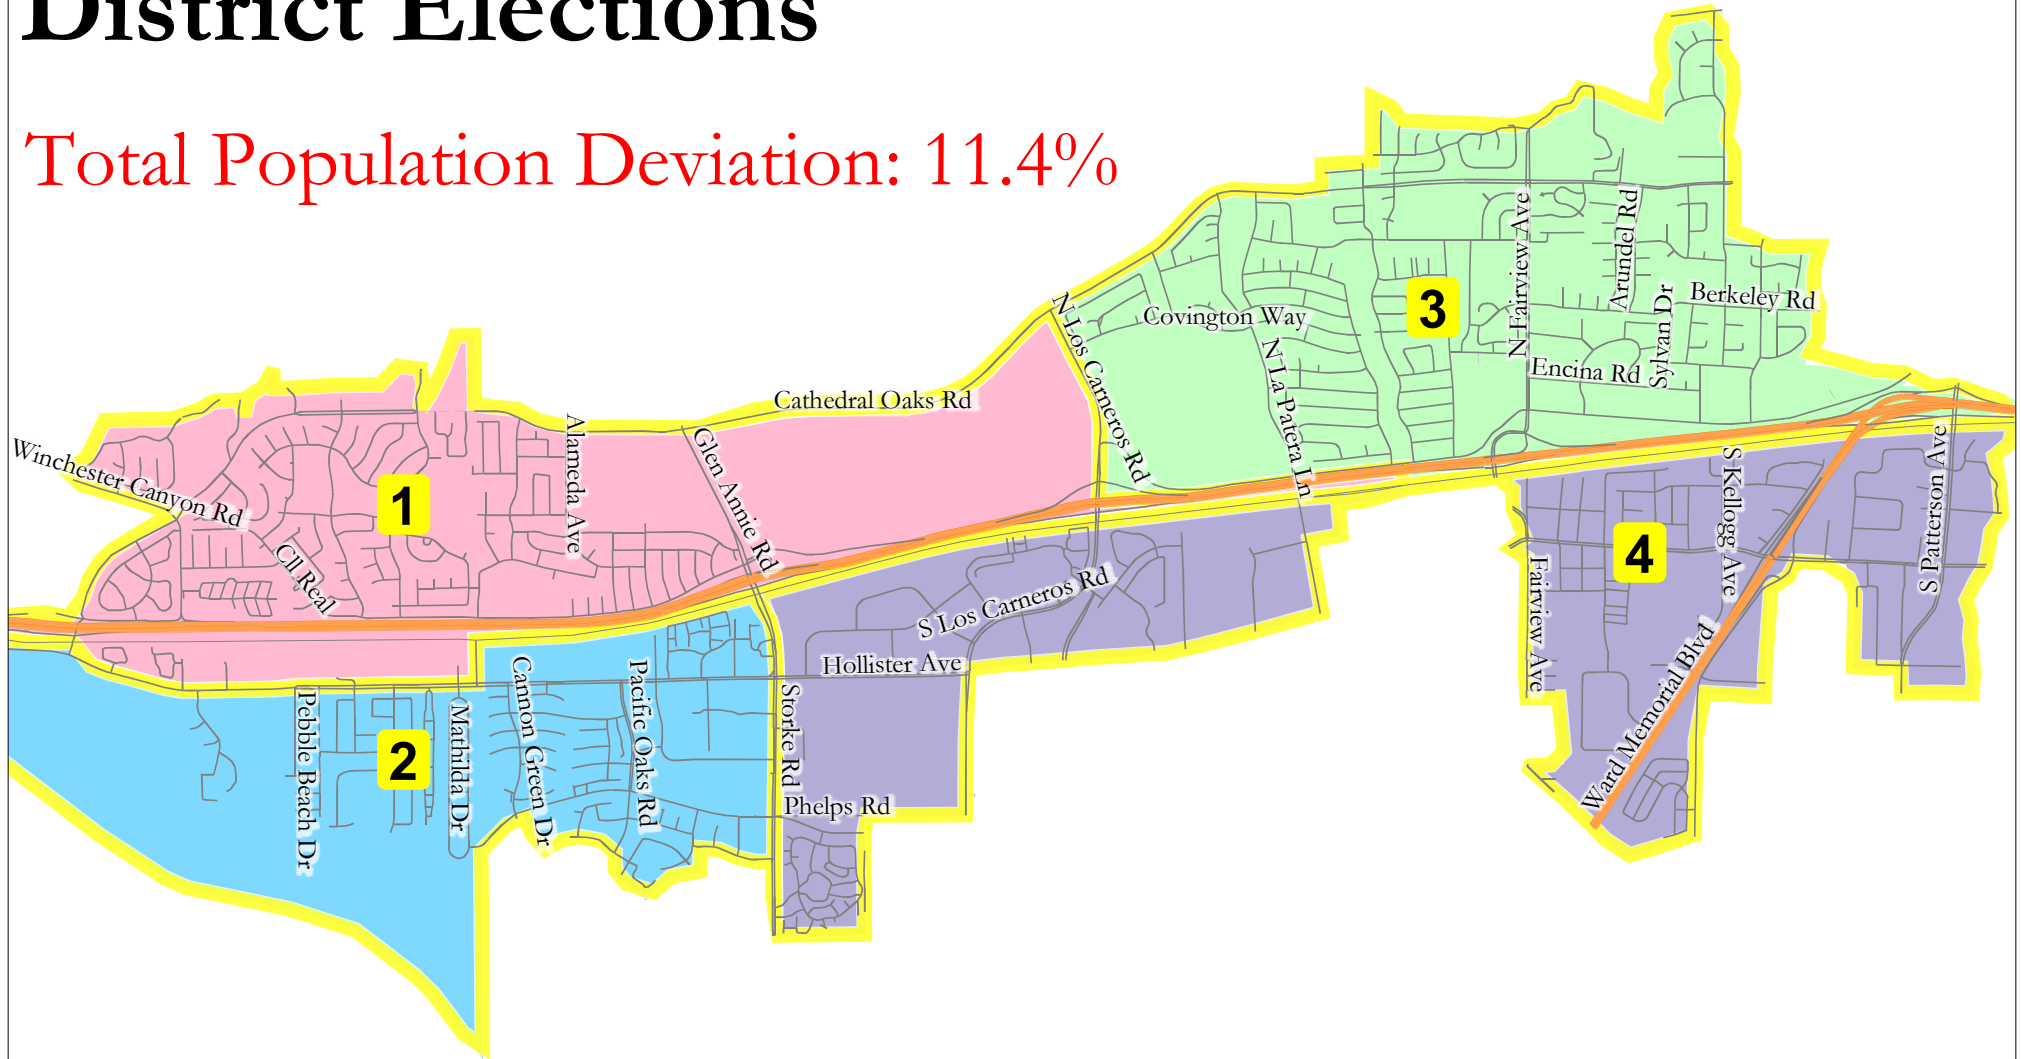 District Elections
Total Population Deviation: 11.4%
N Fairview Ave
Arundel Rd
Sylvan Dr
Berkeley Rd
3
Covington Way
N Los Carneros Rd
N La Patera Ln
Encina Rd
Cathedral Oaks Rd
Winchester Canyon Rd
1
Alameda Ave
Glen Annie Rd
Cll Real
S Kellogg Ave
S Patterson Ave
4
Fairview Ave
S Los Carneros Rd
Hollister Ave
Ward Memorial Blvd
Pebble Beach Dr
2
Mathilda Dr
Cannon Green Dr
Pacific Oaks Rd
Storke Rd
Phelps Rd